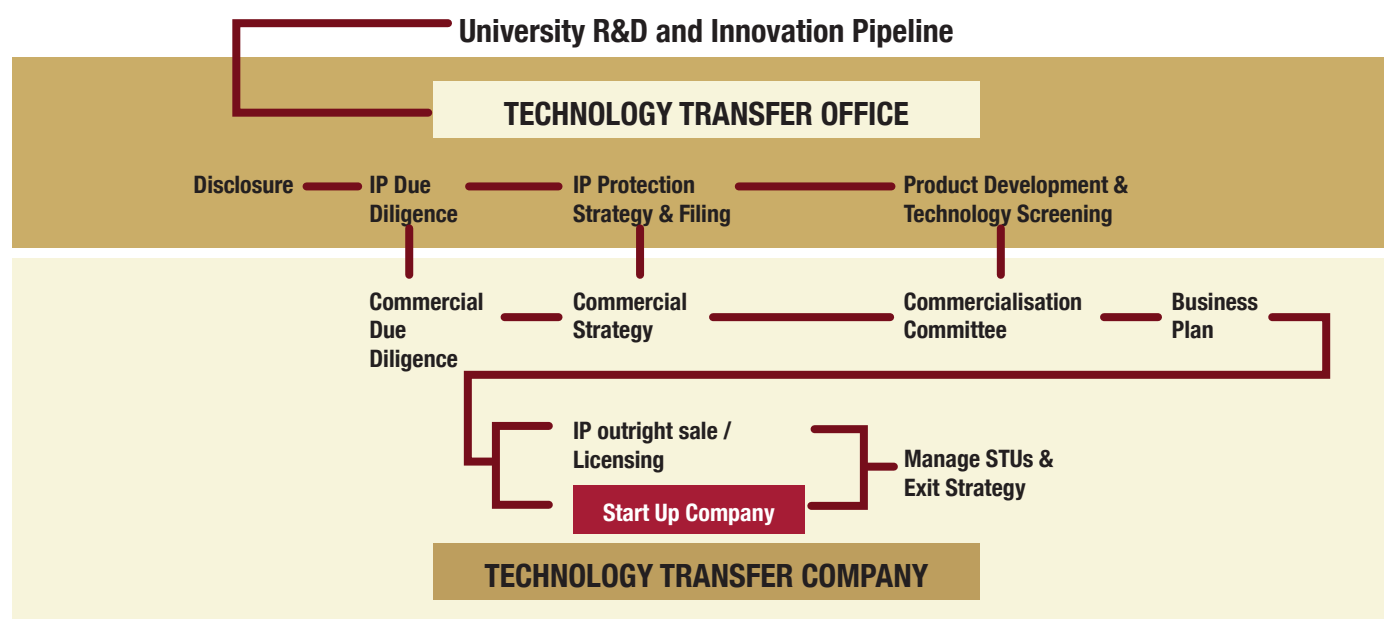 University R&D and Innovation Pipeline
TECHNOLOGY TRANSFER OFFICE
Disclosure
IP Due
Diligence
IP Protection
Strategy & Filing
Product Development &
Technology Screening
Commercial
Due
Diligence
Commercial
Strategy
Commercialisation
Committee
Business
Plan
IP outright sale /
Licensing
Start Up Company
Manage STUs &
Exit Strategy
TECHNOLOGY TRANSFER COMPANY